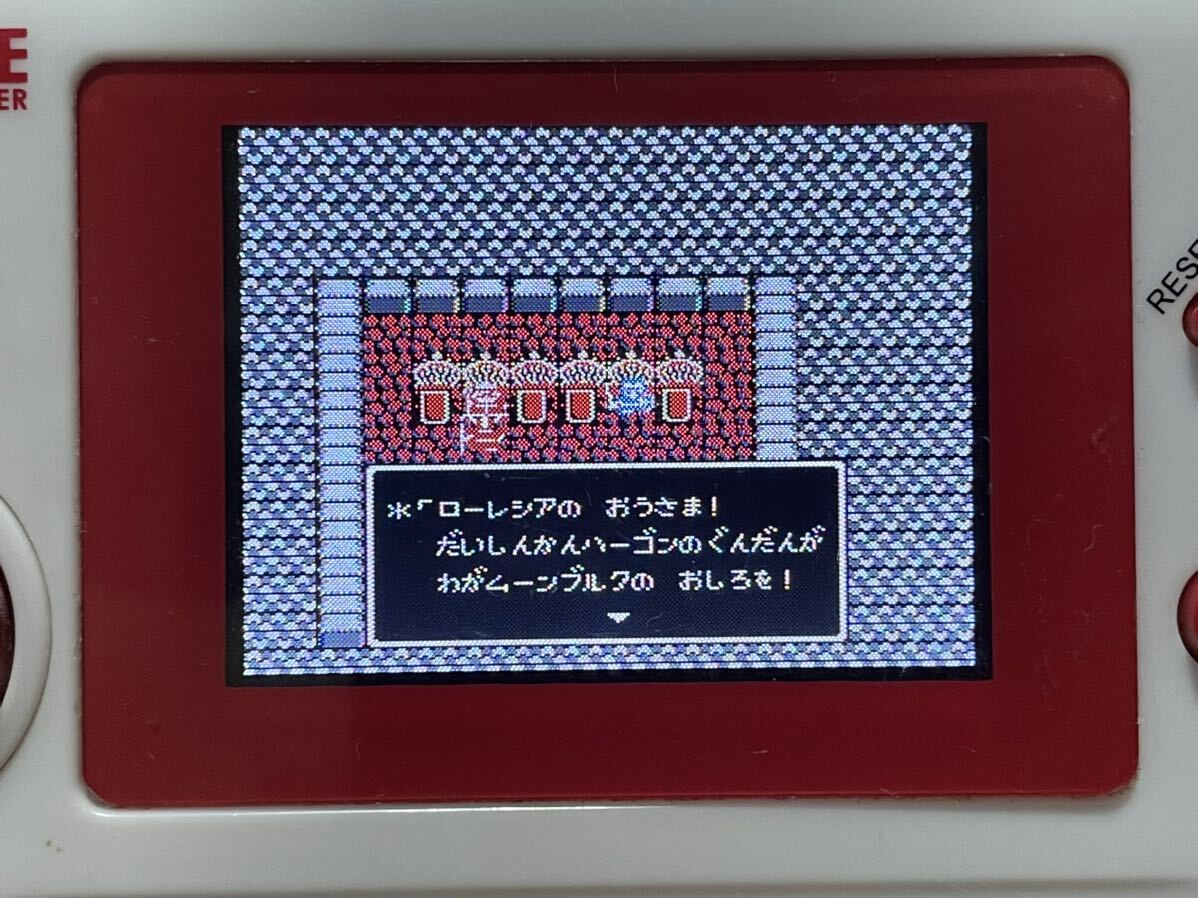 ER
RESE
*「ローレシアの おうさま！
だいしんかんハーゴンのぐんだんが
わがムーンブルクの おしろを！